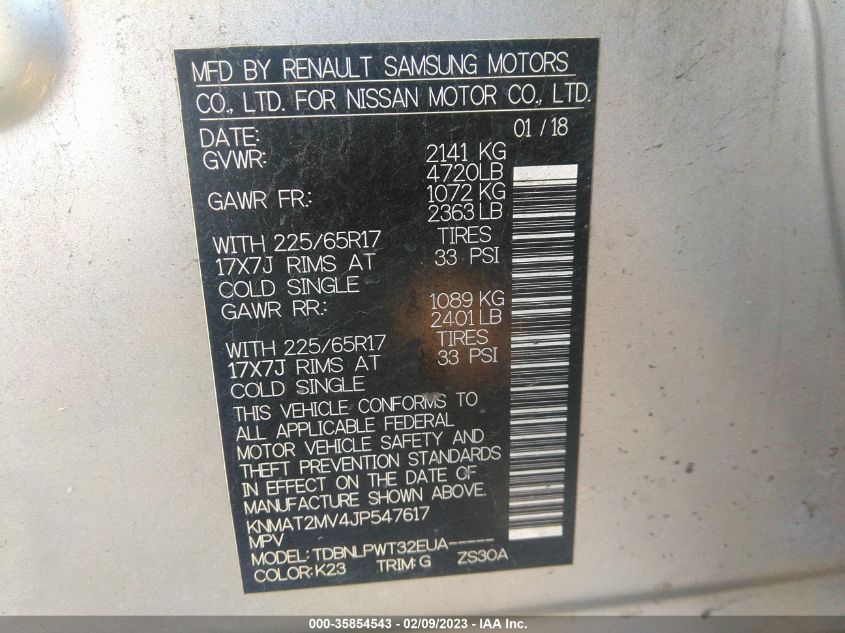 MFD BY RENAULT SAMSUNG MOTORS
CO., LTD. FOR NISSAN MOTOR CO., LTD.
DATE: 01 / 18
GVWR: 2141 KG
4720LB
GAWR FR: 1072 KG
2363 LB
WITH 225/65R17 TIRES
17X7J RIMS AT 33 PSI
COLD SINGLE
GAWR RR: 1089 KG
2401 LB
WITH 225/65R17 TIRES
17X7J RIMS AT 33 PSI
COLD SINGLE
THIS VEHICLE CONFORMS TO
ALL APPLICABLE FEDERAL
MOTOR VEHICLE SAFETY AND
THEFT PREVENTION STANDARDS
IN EFFECT ON THE DATE OF
MANUFACTURE SHOWN ABOVE.
KNMAT2MV4JP547617
MPV
MODEL: TDBNLPWT32EUA-----
COLOR:K23 TRIM:G ZS30A
000-35854543 - 02/09/2023 - IAA Inc.